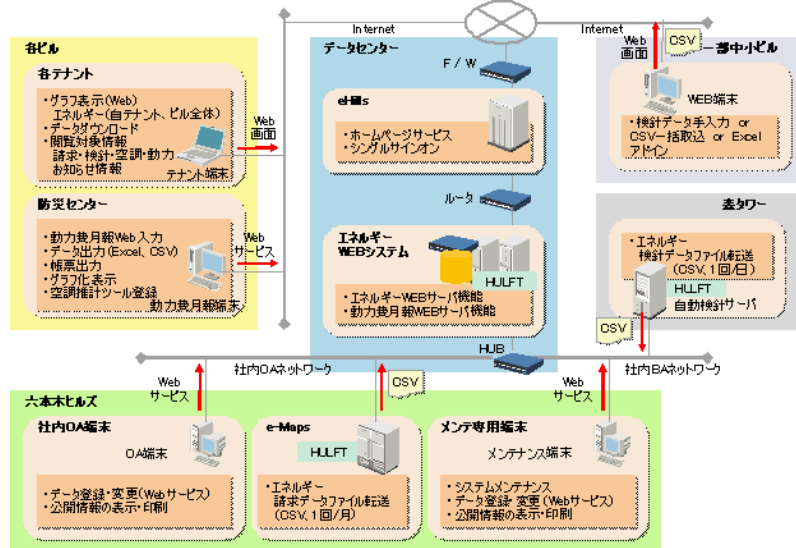 Internet
Internet
各ビル
各テナント
・グラフ表示(Web)
エネルギー(自テナント、ビル全体)
・データダウンロード
・閲覧対象情報
請求・検針・空調・動力
お知らせ情報
テナント端末
Web
画面
防災センター
・動力費月報Web入力
・データ出力(Excel, CSV)
・帳票出力
・グラフ化表示
・空調推計ツール登録
動力費月報端末
Web
サービス
データセンター
F / W
eHills
・ホームページサービス
・シングルサインオン
ルータ
エネルギー
WEBシステム
HULFT
・エネルギーWEBサーバ機能
・動力費月報WEBサーバ機能
HUB
一部中小ビル
Web
画面
CSV
WEB端末
・検針データ手入力 or
CSV一括取込 or Excel
アドイン
森タワー
・エネルギー
検針データファイル転送
(CSV, 1回/日)
HULFT
自動検針サーバ
CSV
社内OAネットワーク
社内BAネットワーク
Web
サービス
CSV
Web
サービス
六本木ヒルズ
社内OA端末
OA端末
・データ登録・変更(Webサービス)
・公開情報の表示・印刷
e-Maps
HULFT
・エネルギー
請求データファイル転送
(CSV, 1回/月)
メンテ専用端末
メンテナンス端末
・システムメンテナンス
・データ登録・変更(Webサービス)
・公開情報の表示・印刷